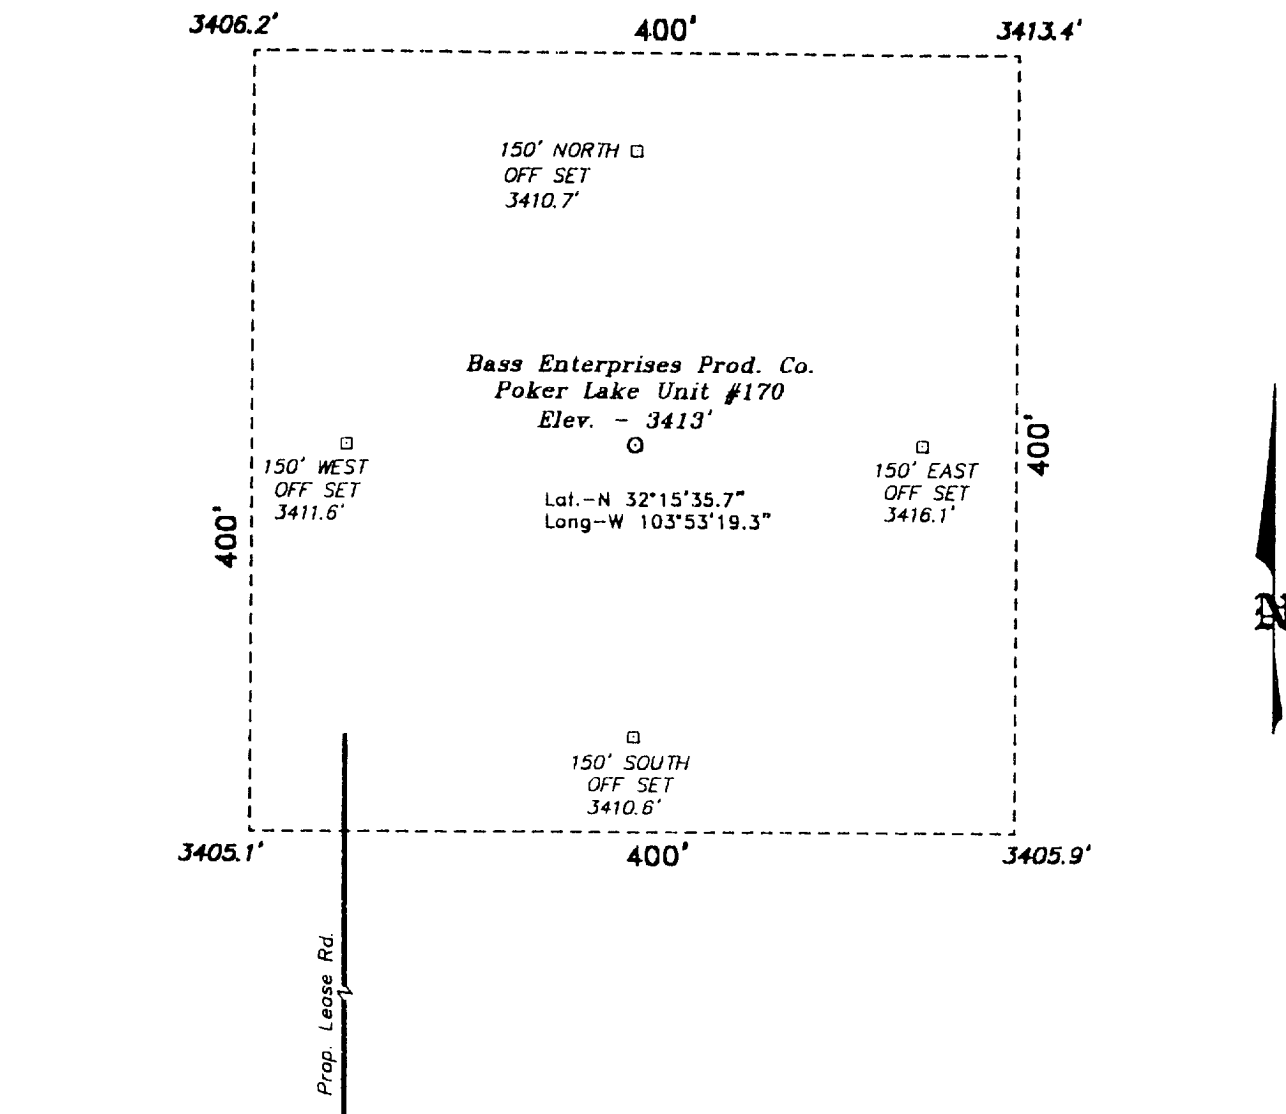 3406.2'
400'
3413.4'
150' NORTH
OFF SET
3410.7'
Bass Enterprises Prod. Co.
Poker Lake Unit #170
Elev. - 3413'
150' WEST
OFF SET
3411.6'
Lat.-N 32°15'35.7"
Long-W 103°53'19.3"
150' EAST
OFF SET
3416.1'
400'
400'
N
150' SOUTH
OFF SET
3410.6'
3405.1'
400'
3405.9'
Prop. Lease Rd.